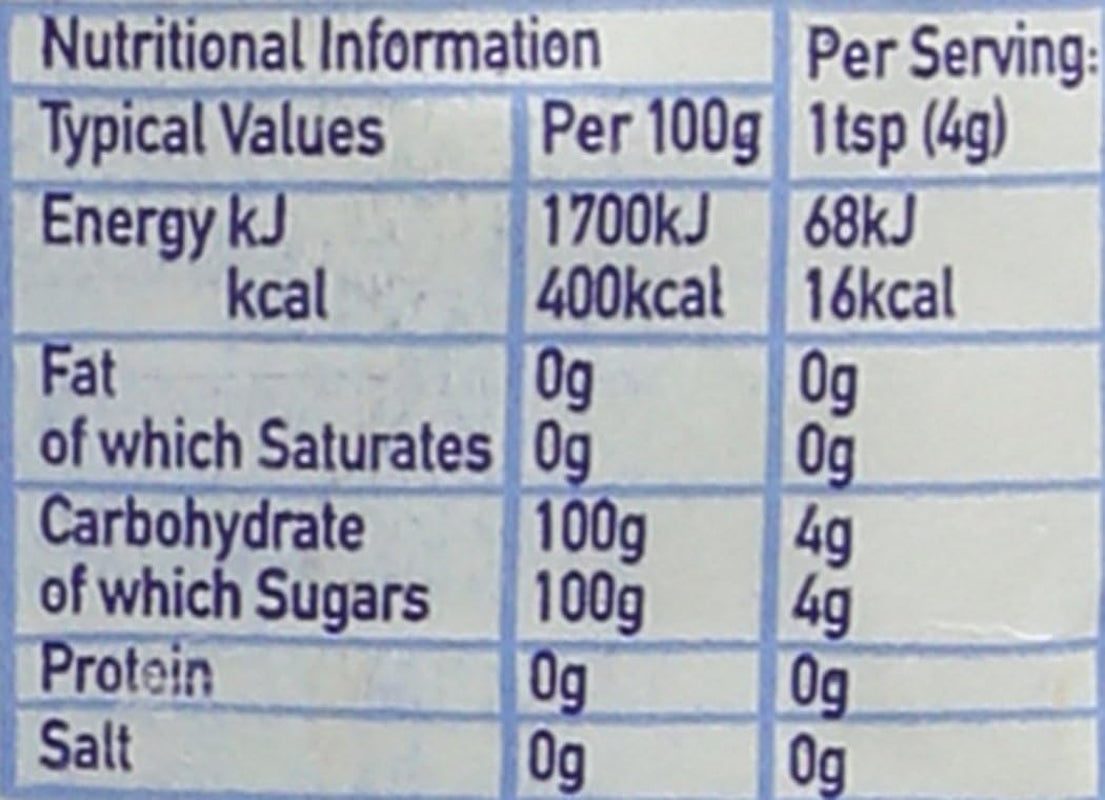 Nutritional Information
Per Serving:
Typical Values Per 100g 1tsp (4g)
Energy kJ 1700kJ 68kJ
kcal 400kcal 16kcal
Fat 0g 0g
of which Saturates 0g 0g
Carbohydrate 100g 4g
of which Sugars 100g 4g
Protein 0g 0g
Salt 0g 0g